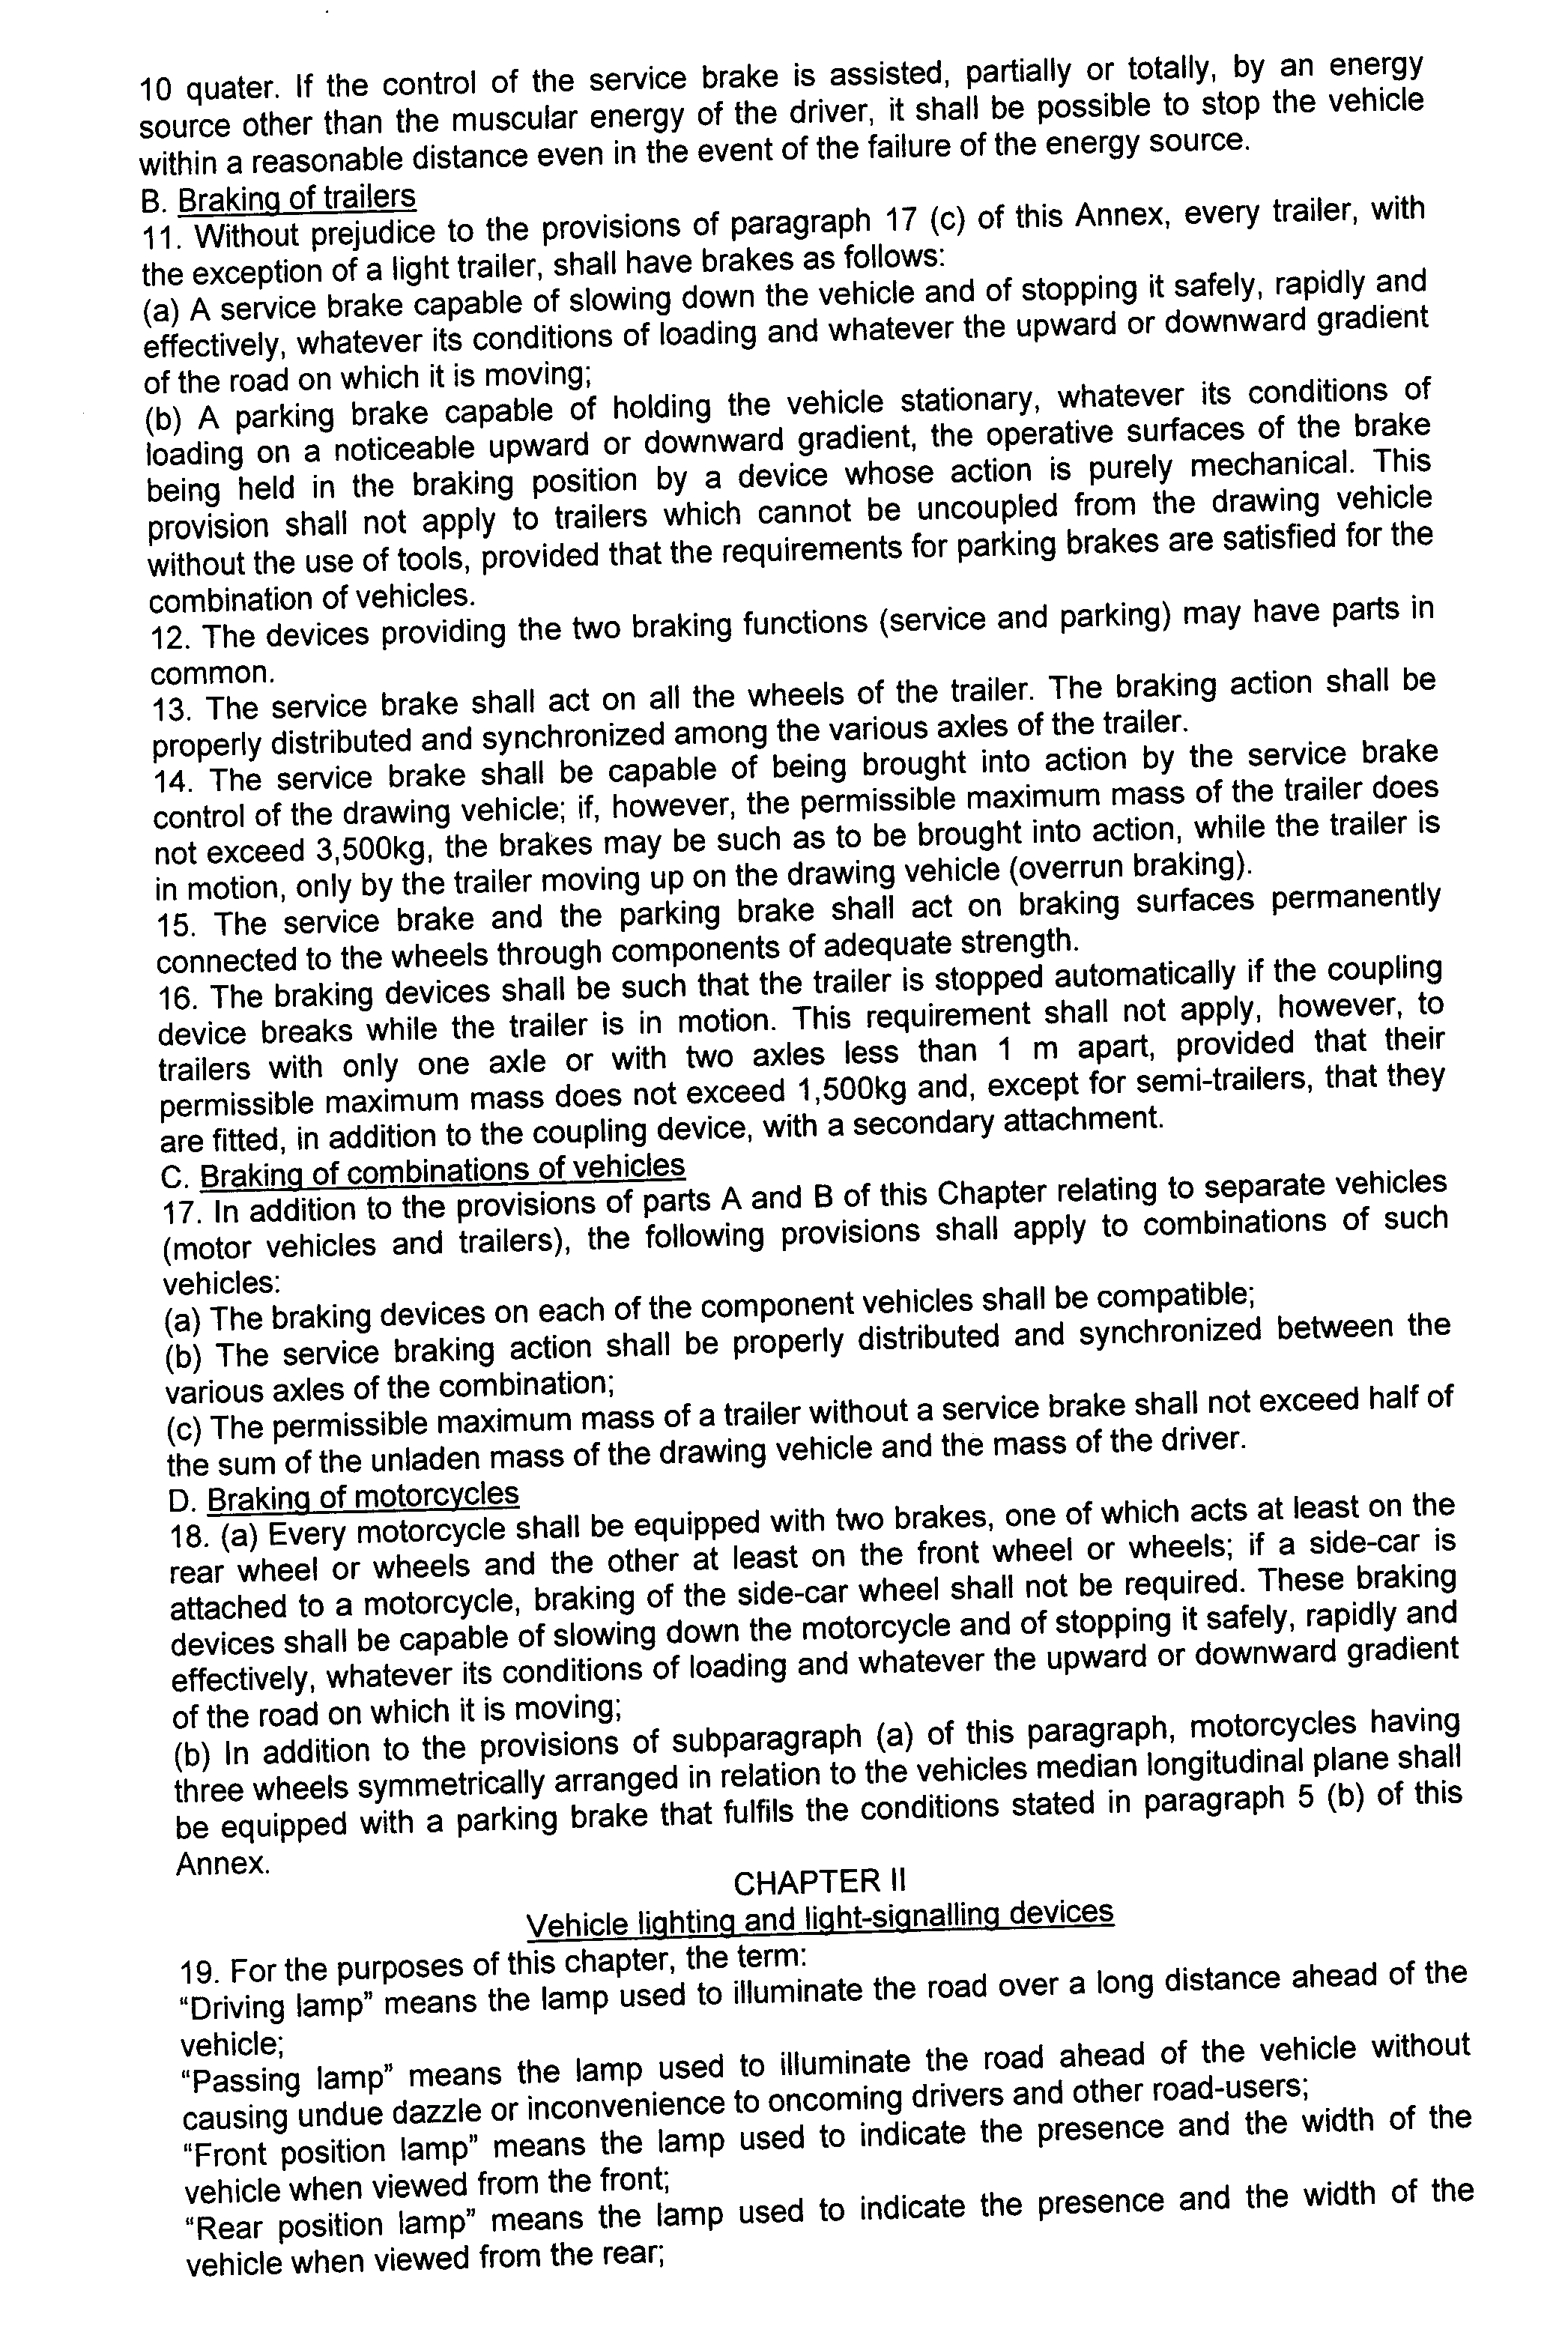 10 quater. If the control of the service brake is assisted, partially or totally, by an energy
source other than the muscular energy of the driver, it shall be possible to stop the vehicle
within a reasonable distance even in the event of the failure of the energy source.
B. Braking of trailers
11. Without prejudice to the provisions of paragraph 17 (c) of this Annex, every trailer, with
the exception of a light trailer, shall have brakes as follows:
(a) A service brake capable of slowing down the vehicle and of stopping it safely, rapidly and
effectively, whatever its conditions of loading and whatever the upward or downward gradient
of the road on which it is moving;
(b) A parking brake capable of holding the vehicle stationary, whatever its conditions of
loading on a noticeable upward or downward gradient, the operative surfaces of the brake
being held in the braking position by a device whose action is purely mechanical. This
provision shall not apply to trailers which cannot be uncoupled from the drawing vehicle
without the use of tools, provided that the requirements for parking brakes are satisfied for the
combination of vehicles.
12. The devices providing the two braking functions (service and parking) may have parts in
common.
13. The service brake shall act on all the wheels of the trailer. The braking action shall be
properly distributed and synchronized among the various axles of the trailer.
14. The service brake shall be capable of being brought into action by the service brake
control of the drawing vehicle; if, however, the permissible maximum mass of the trailer does
not exceed 3,500kg, the brakes may be such as to be brought into action, while the trailer is
in motion, only by the trailer moving up on the drawing vehicle (overrun braking).
15. The service brake and the parking brake shall act on braking surfaces permanently
connected to the wheels through components of adequate strength.
16. The braking devices shall be such that the trailer is stopped automatically if the coupling
device breaks while the trailer is in motion. This requirement shall not apply, however, to
trailers with only one axle or with two axles less than 1 m apart, provided that their
permissible maximum mass does not exceed 1,500kg and, except for semi-trailers, that they
are fitted, in addition to the coupling device, with a secondary attachment.
C. Braking of combinations of vehicles
17. In addition to the provisions of parts A and B of this Chapter relating to separate vehicles
(motor vehicles and trailers), the following provisions shall apply to combinations of such
vehicles:
(a) The braking devices on each of the component vehicles shall be compatible;
(b) The service braking action shall be properly distributed and synchronized between the
various axles of the combination;
(c) The permissible maximum mass of a trailer without a service brake shall not exceed half of
the sum of the unladen mass of the drawing vehicle and the mass of the driver.
D. Braking of motorcycles
18. (a) Every motorcycle shall be equipped with two brakes, one of which acts at least on the
rear wheel or wheels and the other at least on the front wheel or wheels; if a side-car is
attached to a motorcycle, braking of the side-car wheel shall not be required. These braking
devices shall be capable of slowing down the motorcycle and of stopping it safely, rapidly and
effectively, whatever its conditions of loading and whatever the upward or downward gradient
of the road on which it is moving;
(b) In addition to the provisions of subparagraph (a) of this paragraph, motorcycles having
three wheels symmetrically arranged in relation to the vehicles median longitudinal plane shall
be equipped with a parking brake that fulfils the conditions stated in paragraph 5 (b) of this
Annex.
CHAPTER II
Vehicle lighting and light-signalling devices
19. For the purposes of this chapter, the term:
“Driving lamp” means the lamp used to illuminate the road over a long distance ahead of the
vehicle;
“Passing lamp” means the lamp used to illuminate the road ahead of the vehicle without
causing undue dazzle or inconvenience to oncoming drivers and other road-users;
“Front position lamp” means the lamp used to indicate the presence and the width of the
vehicle when viewed from the front;
“Rear position lamp” means the lamp used to indicate the presence and the width of the
vehicle when viewed from the rear;